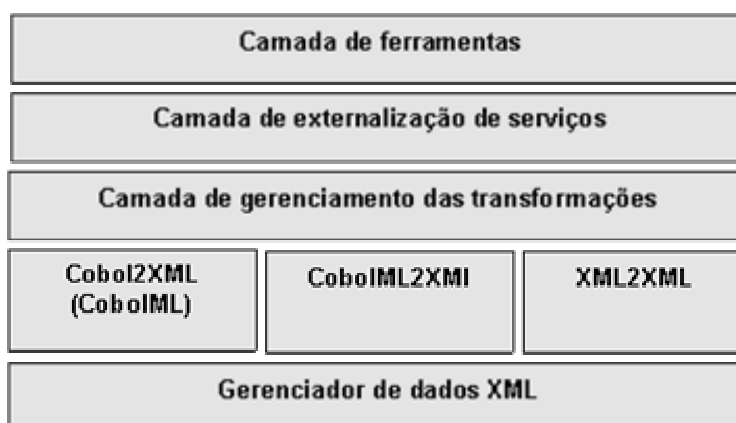 Camada de ferramentas
Camada de externalização de serviços
Camada de gerenciamento das transformações
Cobol2XML
(CobolML)
CobolML2XMI
XML2XML
Gerenciador de dados XML